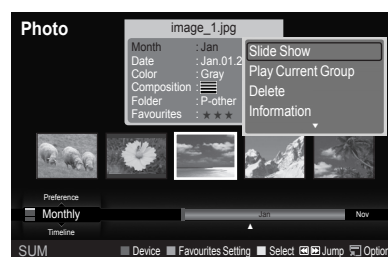 Photo
image_1.jpg
Month : Jan
Date : Jan.01.2
Color : Gray
Composition :
Folder : P-other
Favourites : ★★★
Slide Show
Play Current Group
Delete
Information
Preference
Monthly
Timeline
Jan
Nov
SUM
Device
Favourites Setting
Select
Jump
Option